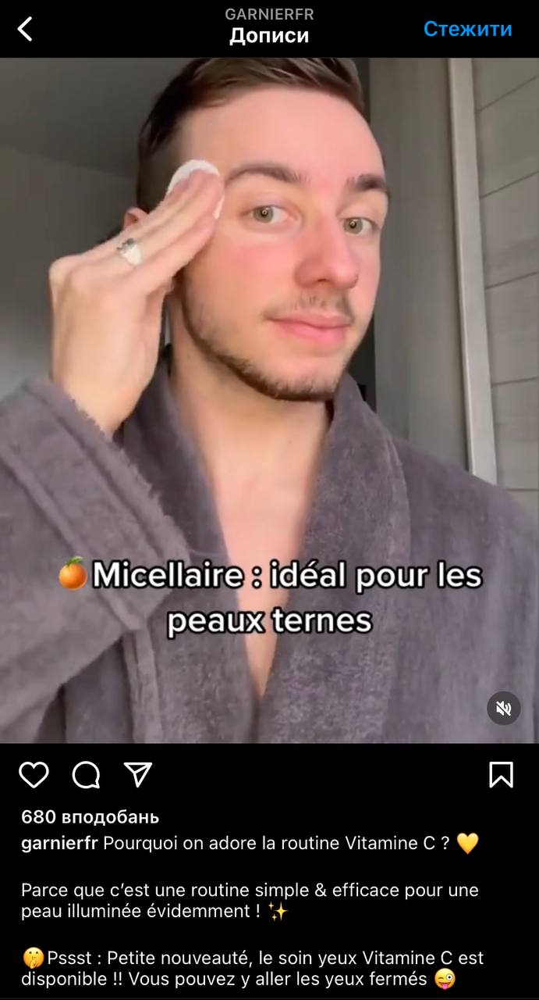 GARNIERFR
Дописи
Стежити
🍊Micellaire : idéal pour les
peaux ternes
680 вподобань
garnierfr Pourquoi on adore la routine Vitamine C ? 💛
Parce que c’est une routine simple & efficace pour une
peau illuminée évidemment ! ✨
🤫Pssst : Petite nouveauté, le soin yeux Vitamine C est
disponible !! Vous pouvez y aller les yeux fermés 😜